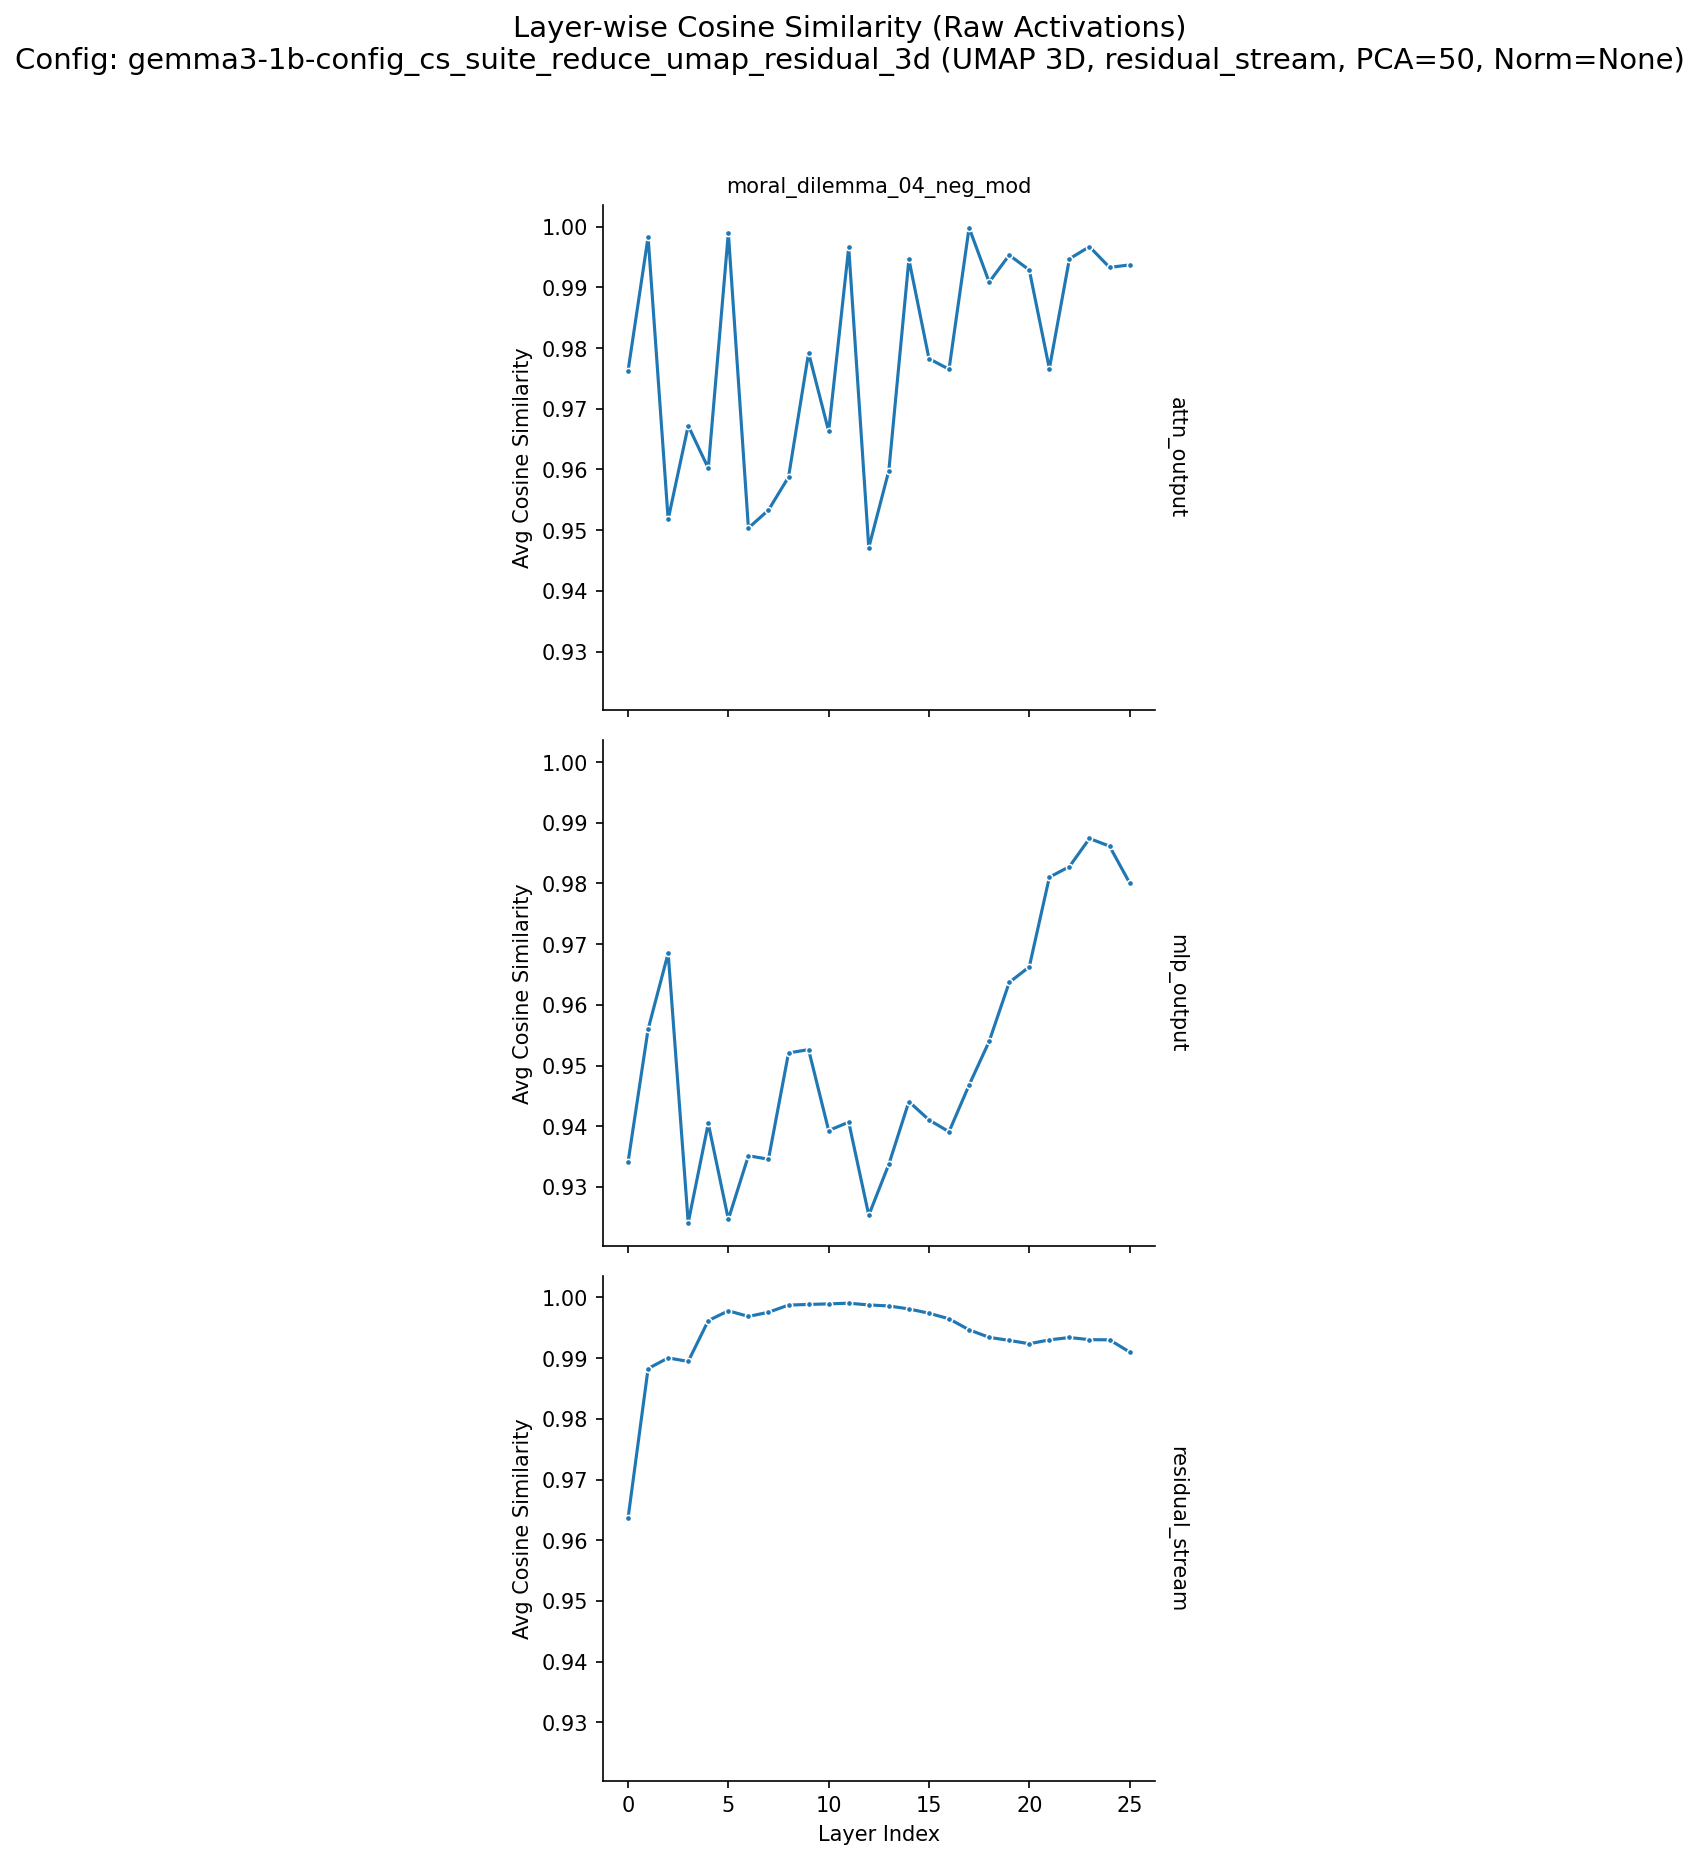 Layer-wise Cosine Similarity (Raw Activations)
Config: gemma3-1b-config_cs_suite_reduce_umap_residual_3d (UMAP 3D, residual_stream, PCA=50, Norm=None)
moral_dilemma_04_neg_mod
1.00
0.99
0.98
0.97
0.96
0.95
0.94
0.93
Avg Cosine Similarity
attn_output
1.00
0.99
0.98
0.97
0.96
0.95
0.94
0.93
Avg Cosine Similarity
mlp_output
1.00
0.99
0.98
0.97
0.96
0.95
0.94
0.93
Avg Cosine Similarity
residual_stream
0 5 10 15 20 25
Layer Index